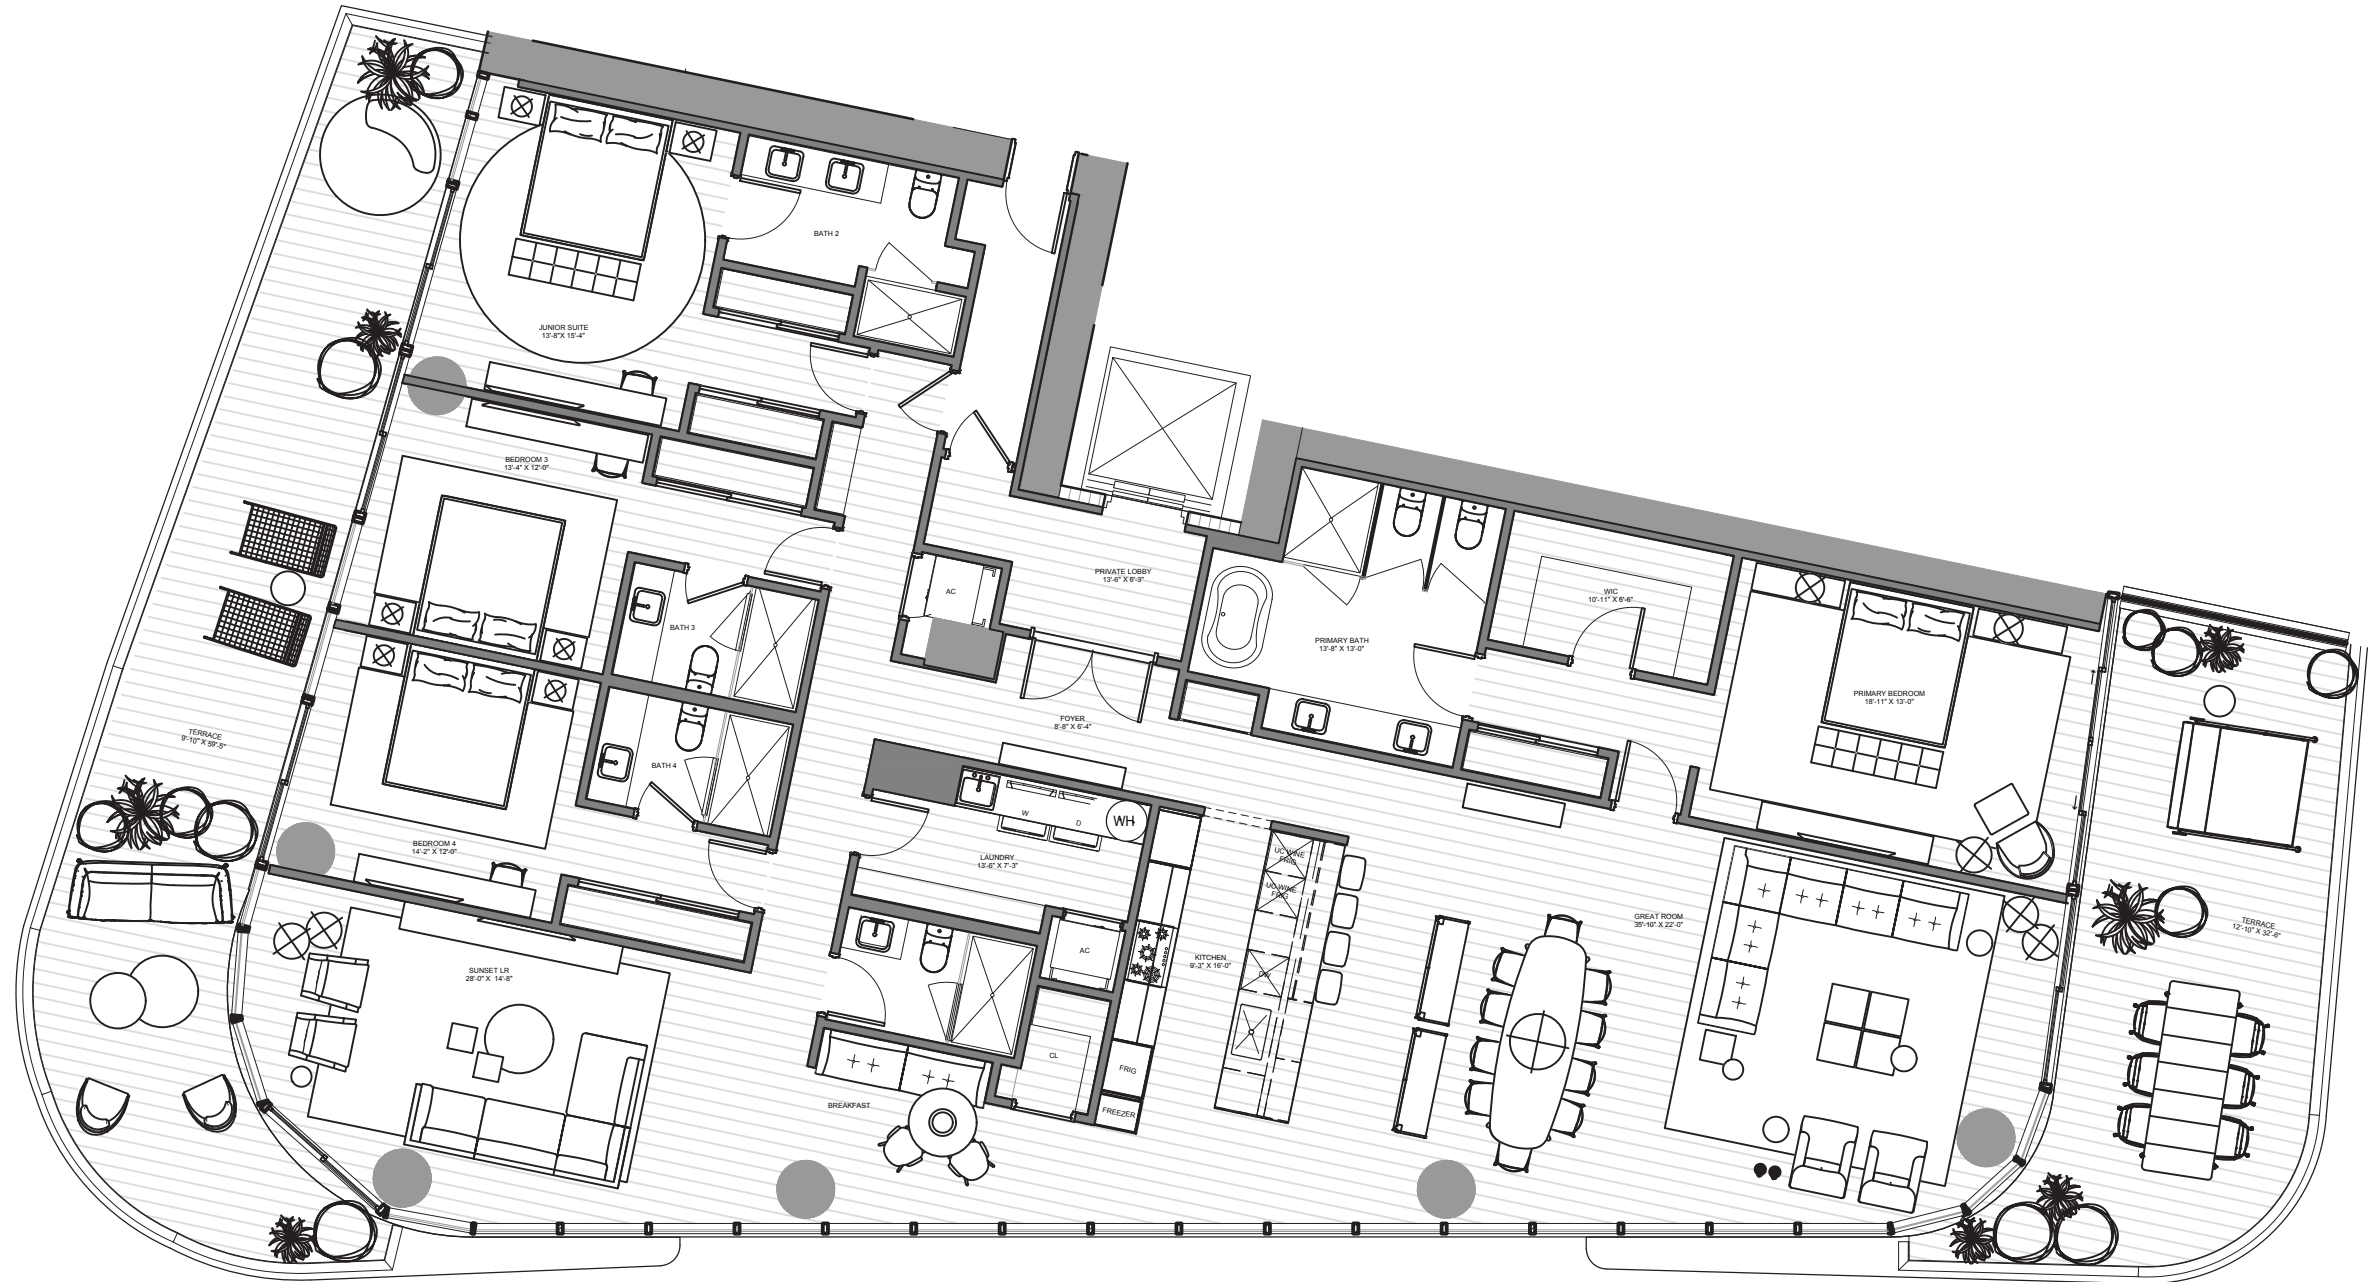 BATH 2
JUNIOR SUITE
13'-8"X 15'-4"
BEDROOM 3
13'-4" X 12'-0"
PRIVATE LOBBY
13'-6" X 6'-3"
AC
WIC
10'-11" X 6'-6"
BATH 3
PRIMARY BATH
13'-8" X 13'-0"
PRIMARY BEDROOM
18'-11" X 13'-0"
FOYER
8'-8" X 6'-4"
TERRACE
9'-10" X 59'-5"
BATH 4
W
D
WH
BEDROOM 4
14'-2" X 12'-0"
LAUNDRY
13'-6" X 7'-3"
UC WINE
FRIG
UC WINE
FRIG
GREAT ROOM
35'-10" X 22'-0"
TERRACE
12'-10" X 32'-6"
AC
KITCHEN
9'-3" X 16'-0"
SUNSET LR
28'-0" X 14'-8"
DW
CL
FRIG
BREAKFAST
FREEZER